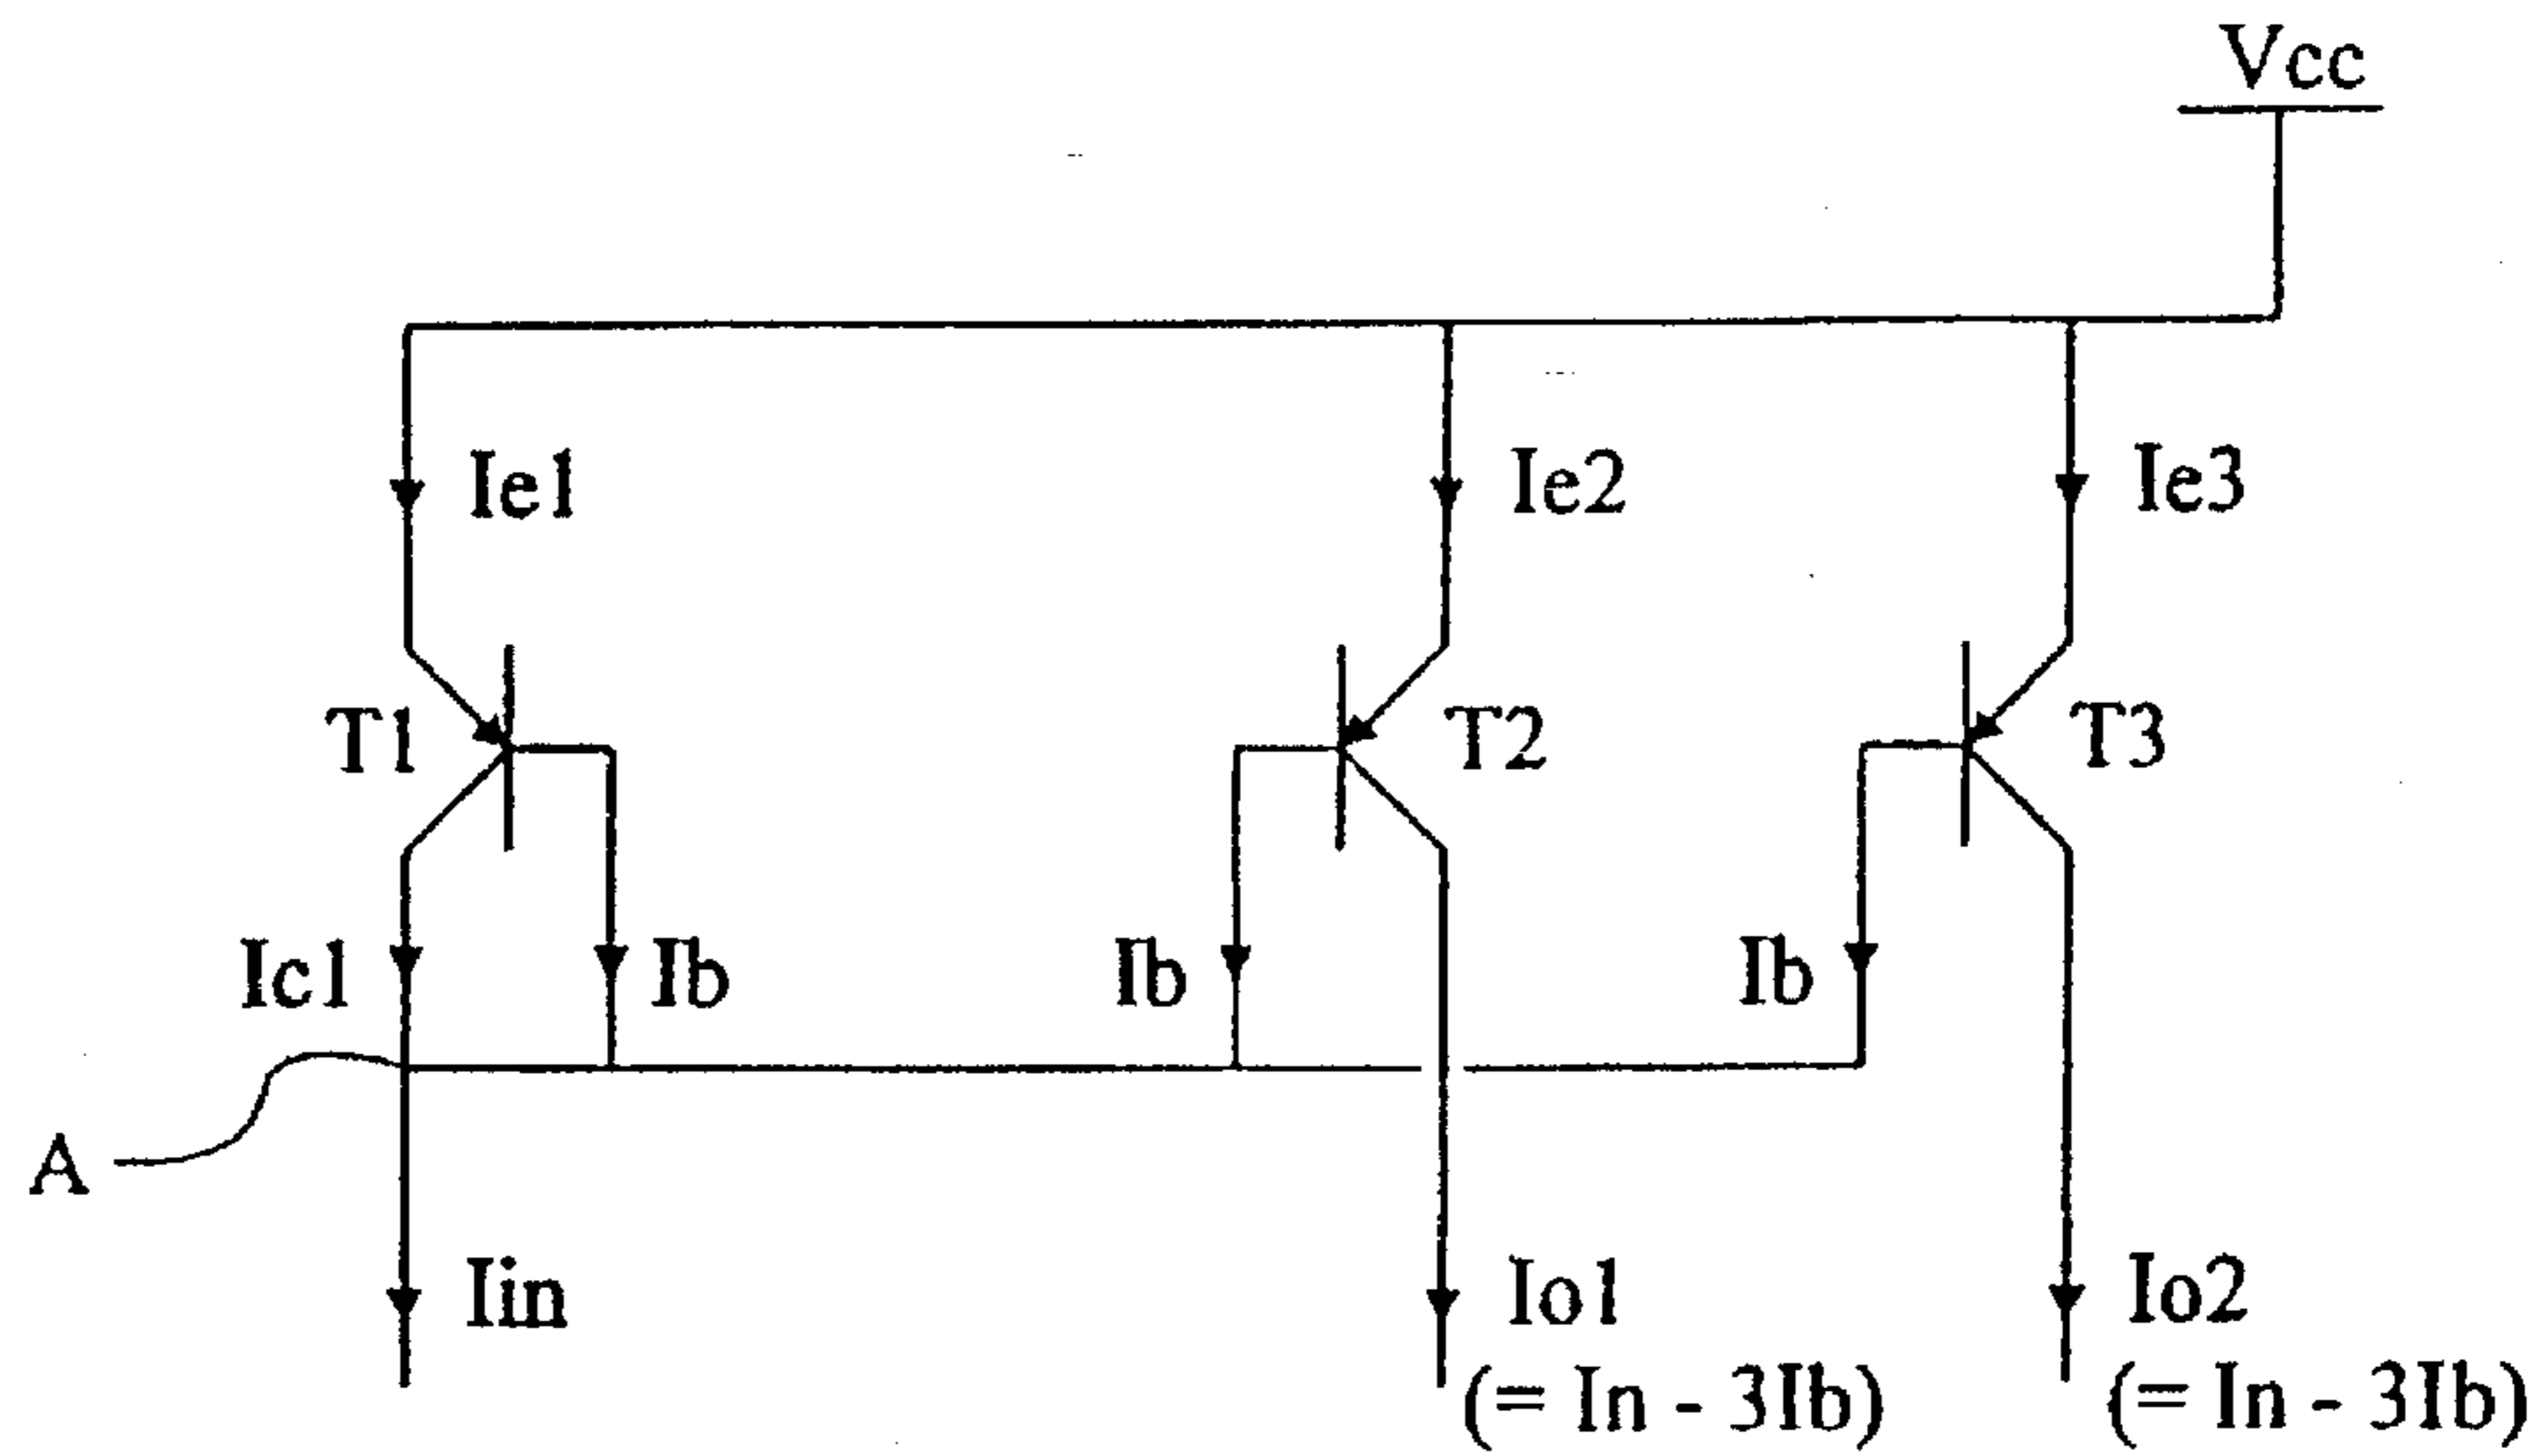 Vcc
Ie1
Ie2
Ie3
T1
T2
T3
Ic1
Ib
Ib
Ib
A
Iin
Io1
(= In - 3Ib)
Io2
(= In - 3Ib)